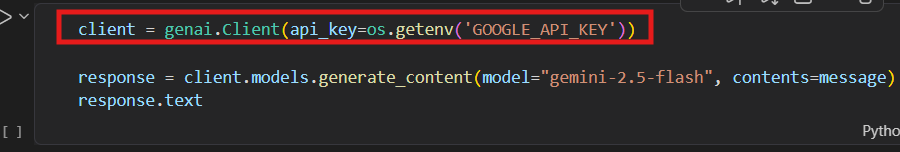 client = genai.Client(api_key=os.getenv('GOOGLE_API_KEY'))
response = client.models.generate_content(model="gemini-2.5-flash", contents=message)
response.text
[ ]
Pytho